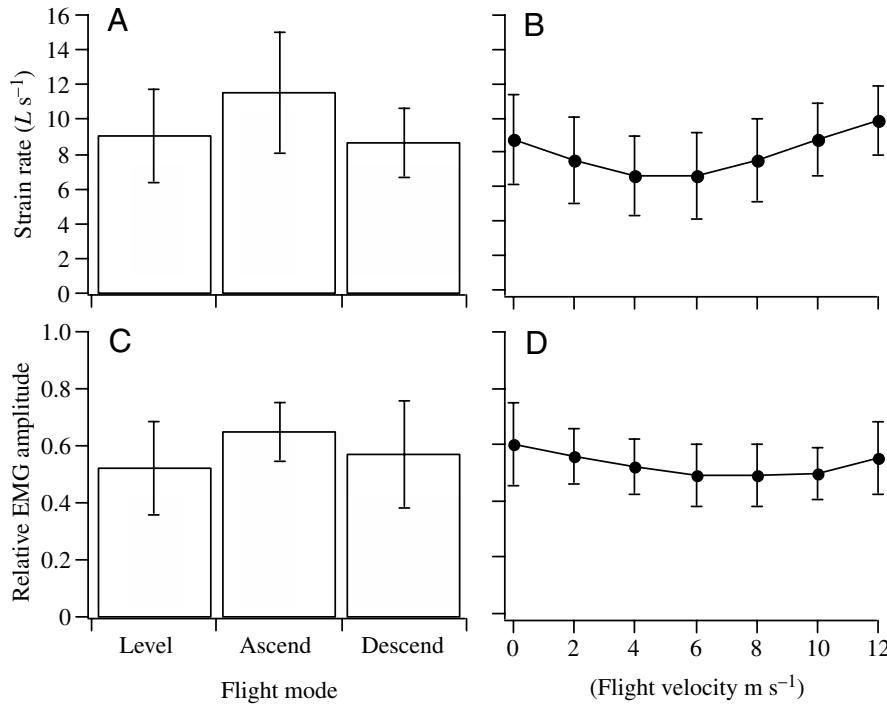 A
B
16
14
12
10
8
6
4
2
0
Strain rate (L s⁻¹)
C
D
1.0
0.8
0.6
0.4
0.2
0
Relative EMG amplitude
Level Ascend Descend
Flight mode
0 2 4 6 8 10 12
(Flight velocity m s⁻¹)